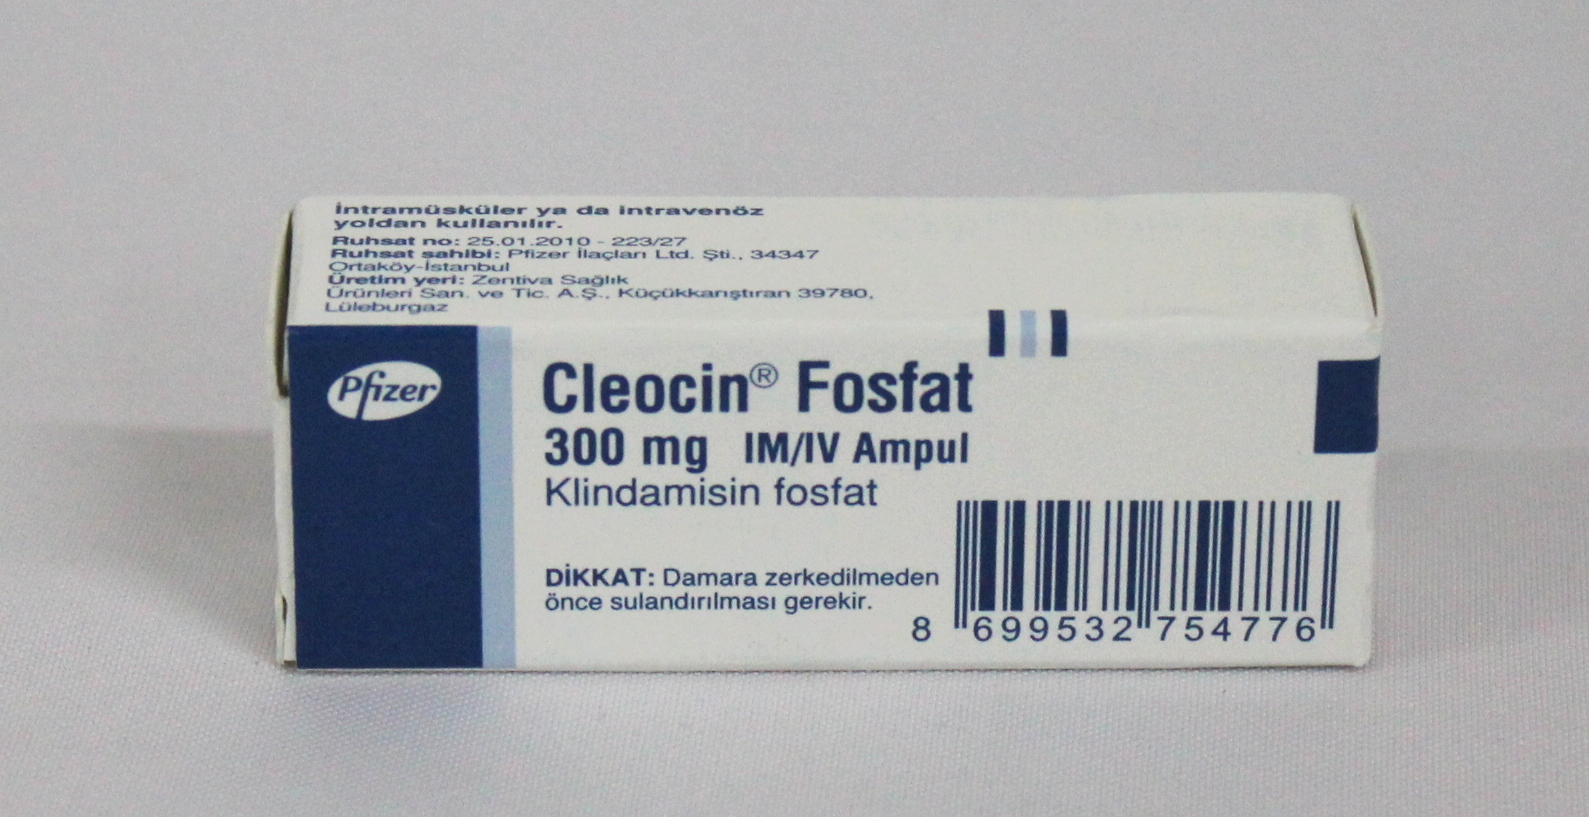 İntramüsküler ya da intravenöz
yoldan kullanılır.
Ruhsat no: 25.01.2010 - 223/27
Ruhsat sahibi: Pfizer İlaçları Ltd. Şti., 34347
Ortaköy-İstanbul
Üretim yeri: Zentiva Sağlık
Ürünleri San. ve Tic. A.Ş., Küçükkarıştıran 39780,
Lüleburgaz
Pfizer
Cleocin® Fosfat
300 mg IM/IV Ampul
Klindamisin fosfat
DİKKAT: Damara zerkedilmeden
önce sulandırılması gerekir.
8 699532 754776